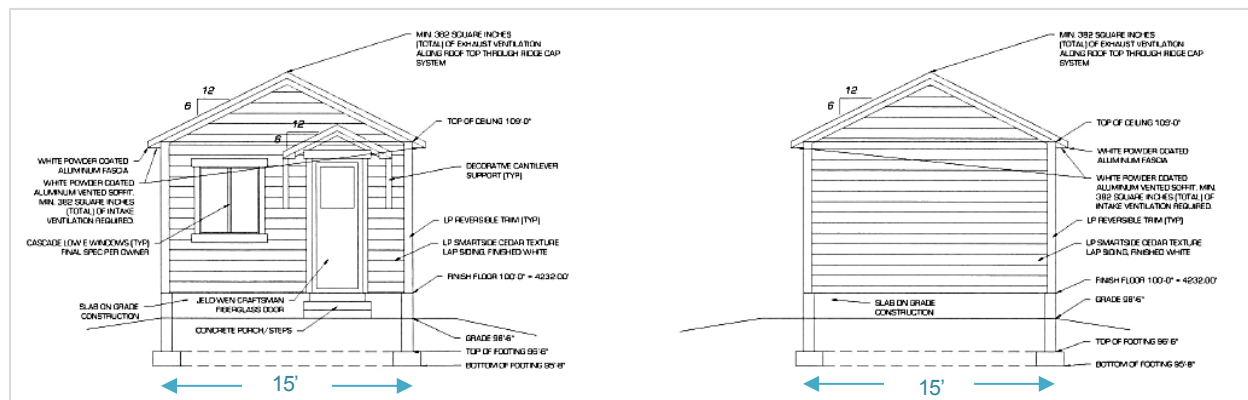 MIN. 382 SQUARE INCHES
(TOTAL) OF EXHAUST VENTILATION
ALONG ROOF TOP THROUGH RIDGE CAP
SYSTEM
12
6
12
6
TOP OF CEILING 109'-0"
WHITE POWDER COATED
ALUMINUM FASCIA
WHITE POWDER COATED
ALUMINUM VENTED SOFFIT.
MIN. 382 SQUARE INCHES
(TOTAL) OF INTAKE
VENTILATION REQUIRED.
DECORATIVE CANTILEVER
SUPPORT (TYP)
CASCADE LOW E WINDOWS (TYP)
FINAL SPEC PER OWNER
LP REVERSIBLE TRIM (TYP)
LP SMARTSIDE CEDAR TEXTURE
LAP SIDING, FINISHED WHITE
FINISH FLOOR 100'-0" = 4232.00'
SLAB ON GRADE
CONSTRUCTION
JELD-WEN CRAFTSMAN
FIBERGLASS DOOR
CONCRETE PORCH/STEPS
GRADE 98'-6"
TOP OF FOOTING 96'-6"
BOTTOM OF FOOTING 95'-8"
15'
MIN. 382 SQUARE INCHES
(TOTAL) OF EXHAUST VENTILATION
ALONG ROOF TOP THROUGH RIDGE CAP
SYSTEM
12
6
TOP OF CEILING 109'-0"
WHITE POWDER COATED
ALUMINUM FASCIA
WHITE POWDER COATED
ALUMINUM VENTED SOFFIT. MIN.
382 SQUARE INCHES (TOTAL) OF
INTAKE VENTILATION REQUIRED.
LP REVERSIBLE TRIM (TYP)
LP SMARTSIDE CEDAR TEXTURE
LAP SIDING, FINISHED WHITE
FINISH FLOOR 100'-0" = 4232.00'
SLAB ON GRADE
CONSTRUCTION
GRADE 98'-6"
TOP OF FOOTING 96'-6"
BOTTOM OF FOOTING 95'-8"
15'